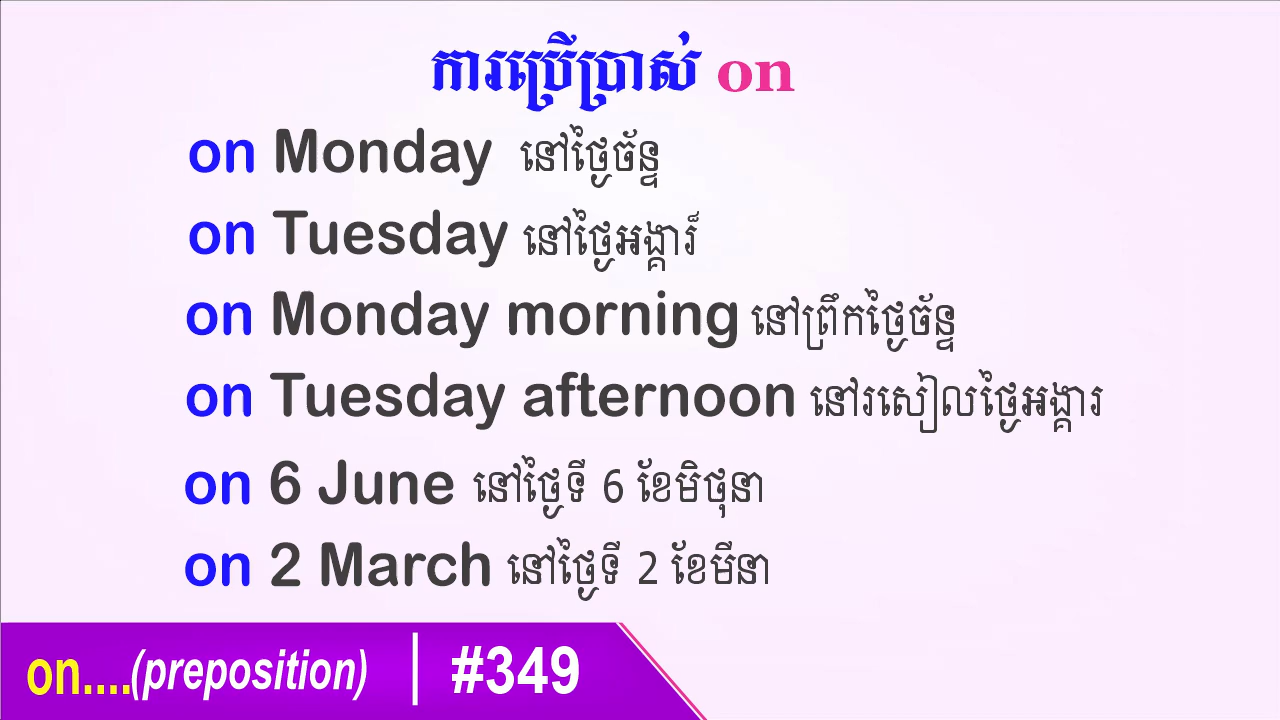 ការប្រើប្រាស់ on
on Monday នៅថ្ងៃច័ន្ទ
on Tuesday នៅថ្ងៃអង្គារ៍
on Monday morning នៅព្រឹកថ្ងៃច័ន្ទ
on Tuesday afternoon នៅរសៀលថ្ងៃអង្គារ
on 6 June នៅថ្ងៃទី 6 ខែមិថុនា
on 2 March នៅថ្ងៃទី 2 ខែមីនា
on....(preposition) #349